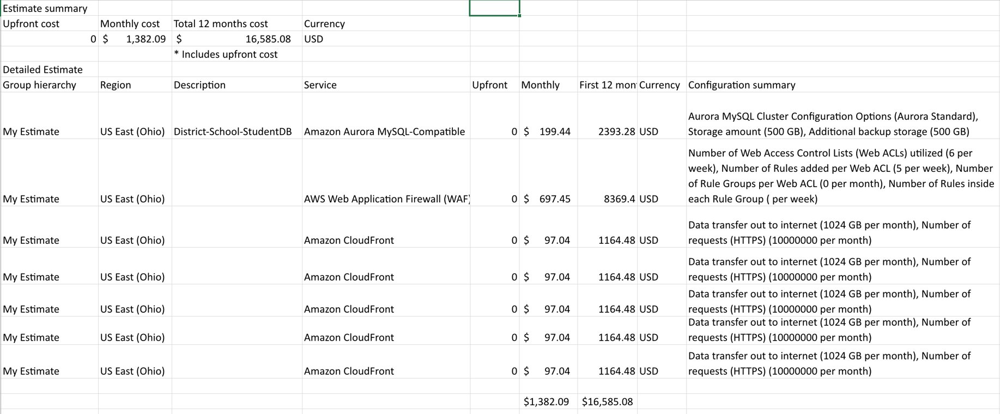 Estimate summary
Upfront cost Monthly cost Total 12 months cost Currency
0 $ 1,382.09 $ 16,585.08 USD
* Includes upfront cost
Detailed Estimate
Group hierarchy Region Description Service Upfront Monthly First 12 mon Currency Configuration summary
Aurora MySQL Cluster Configuration Options (Aurora Standard),
My Estimate US East (Ohio) District-School-StudentDB Amazon Aurora MySQL-Compatible 0 $ 199.44 2393.28 USD Storage amount (500 GB), Additional backup storage (500 GB)
Number of Web Access Control Lists (Web ACLs) utilized (6 per
week), Number of Rules added per Web ACL (5 per week), Number
of Rule Groups per Web ACL (0 per month), Number of Rules inside
My Estimate US East (Ohio) AWS Web Application Firewall (WAF) 0 $ 697.45 8369.4 USD each Rule Group ( per week)
Data transfer out to internet (1024 GB per month), Number of
My Estimate US East (Ohio) Amazon CloudFront 0 $ 97.04 1164.48 USD requests (HTTPS) (10000000 per month)
Data transfer out to internet (1024 GB per month), Number of
My Estimate US East (Ohio) Amazon CloudFront 0 $ 97.04 1164.48 USD requests (HTTPS) (10000000 per month)
Data transfer out to internet (1024 GB per month), Number of
My Estimate US East (Ohio) Amazon CloudFront 0 $ 97.04 1164.48 USD requests (HTTPS) (10000000 per month)
Data transfer out to internet (1024 GB per month), Number of
My Estimate US East (Ohio) Amazon CloudFront 0 $ 97.04 1164.48 USD requests (HTTPS) (10000000 per month)
Data transfer out to internet (1024 GB per month), Number of
My Estimate US East (Ohio) Amazon CloudFront 0 $ 97.04 1164.48 USD requests (HTTPS) (10000000 per month)
$1,382.09 $16,585.08